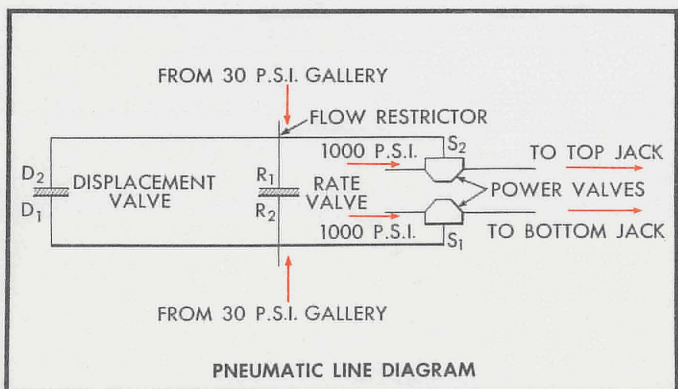 FROM 30 P.S.I. GALLERY
FLOW RESTRICTOR
1000 P.S.I.
S2
TO TOP JACK
D2
D1
DISPLACEMENT
VALVE
R1
R2
RATE
VALVE
POWER VALVES
1000 P.S.I.
S1
TO BOTTOM JACK
FROM 30 P.S.I. GALLERY
PNEUMATIC LINE DIAGRAM